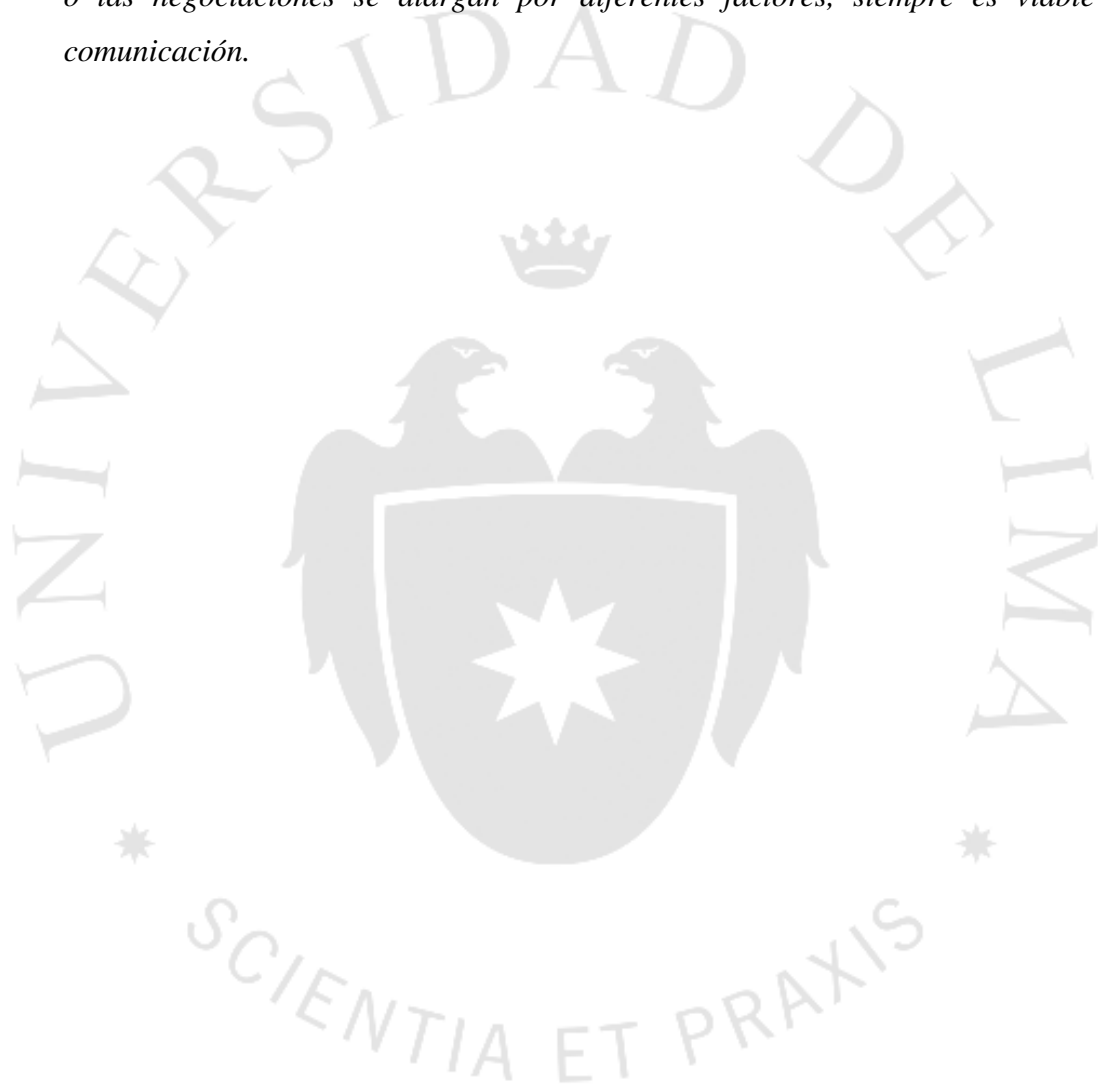 o las negociaciones se alargan por diferentes factores, siempre es viable
comunicación.
UNIVERSIDAD DE LIMA
SCIENTIA ET PRAXIS